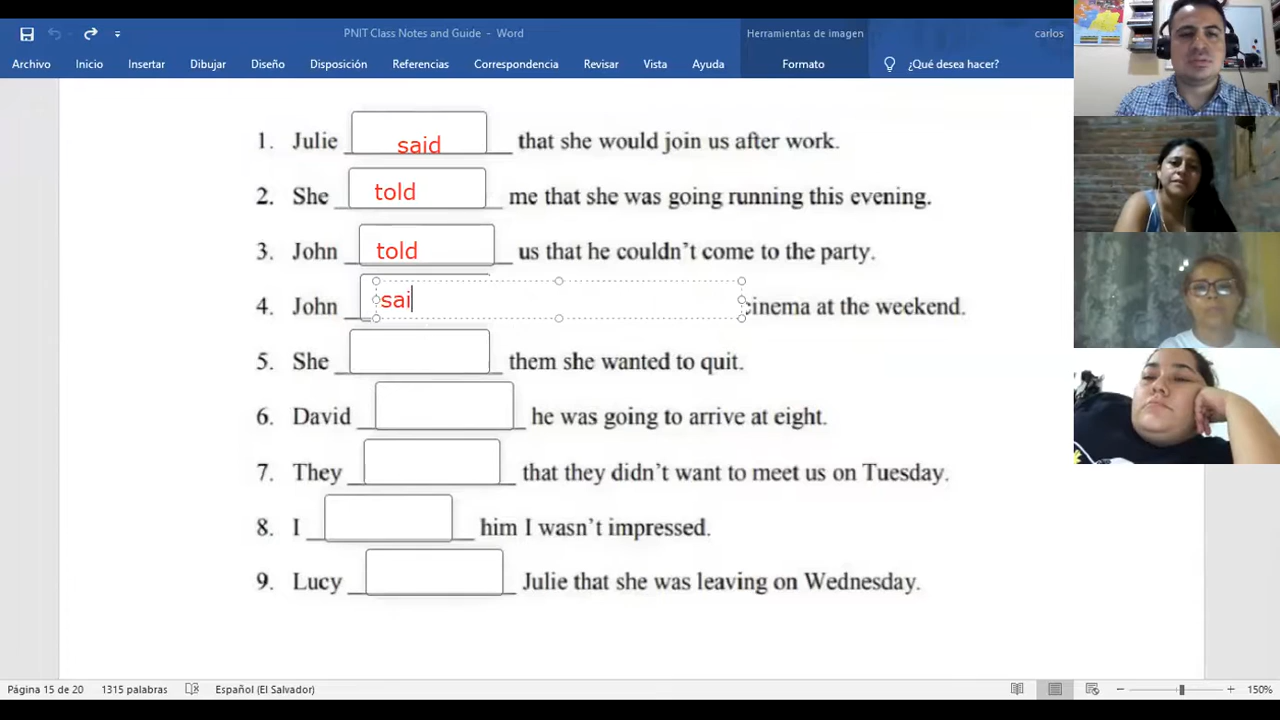 PNIT Class Notes and Guide - Word
Herramientas de imagen
carlos
Archivo Inicio Insertar Dibujar Diseño Disposición Referencias Correspondencia Revisar Vista Ayuda Formato ¿Qué desea hacer?
1. Julie said that she would join us after work.
2. She told me that she was going running this evening.
3. John told us that he couldn't come to the party.
4. John sai cinema at the weekend.
5. She them she wanted to quit.
6. David he was going to arrive at eight.
7. They that they didn't want to meet us on Tuesday.
8. I him I wasn't impressed.
9. Lucy Julie that she was leaving on Wednesday.
Página 15 de 20 1315 palabras Español (El Salvador) 150%